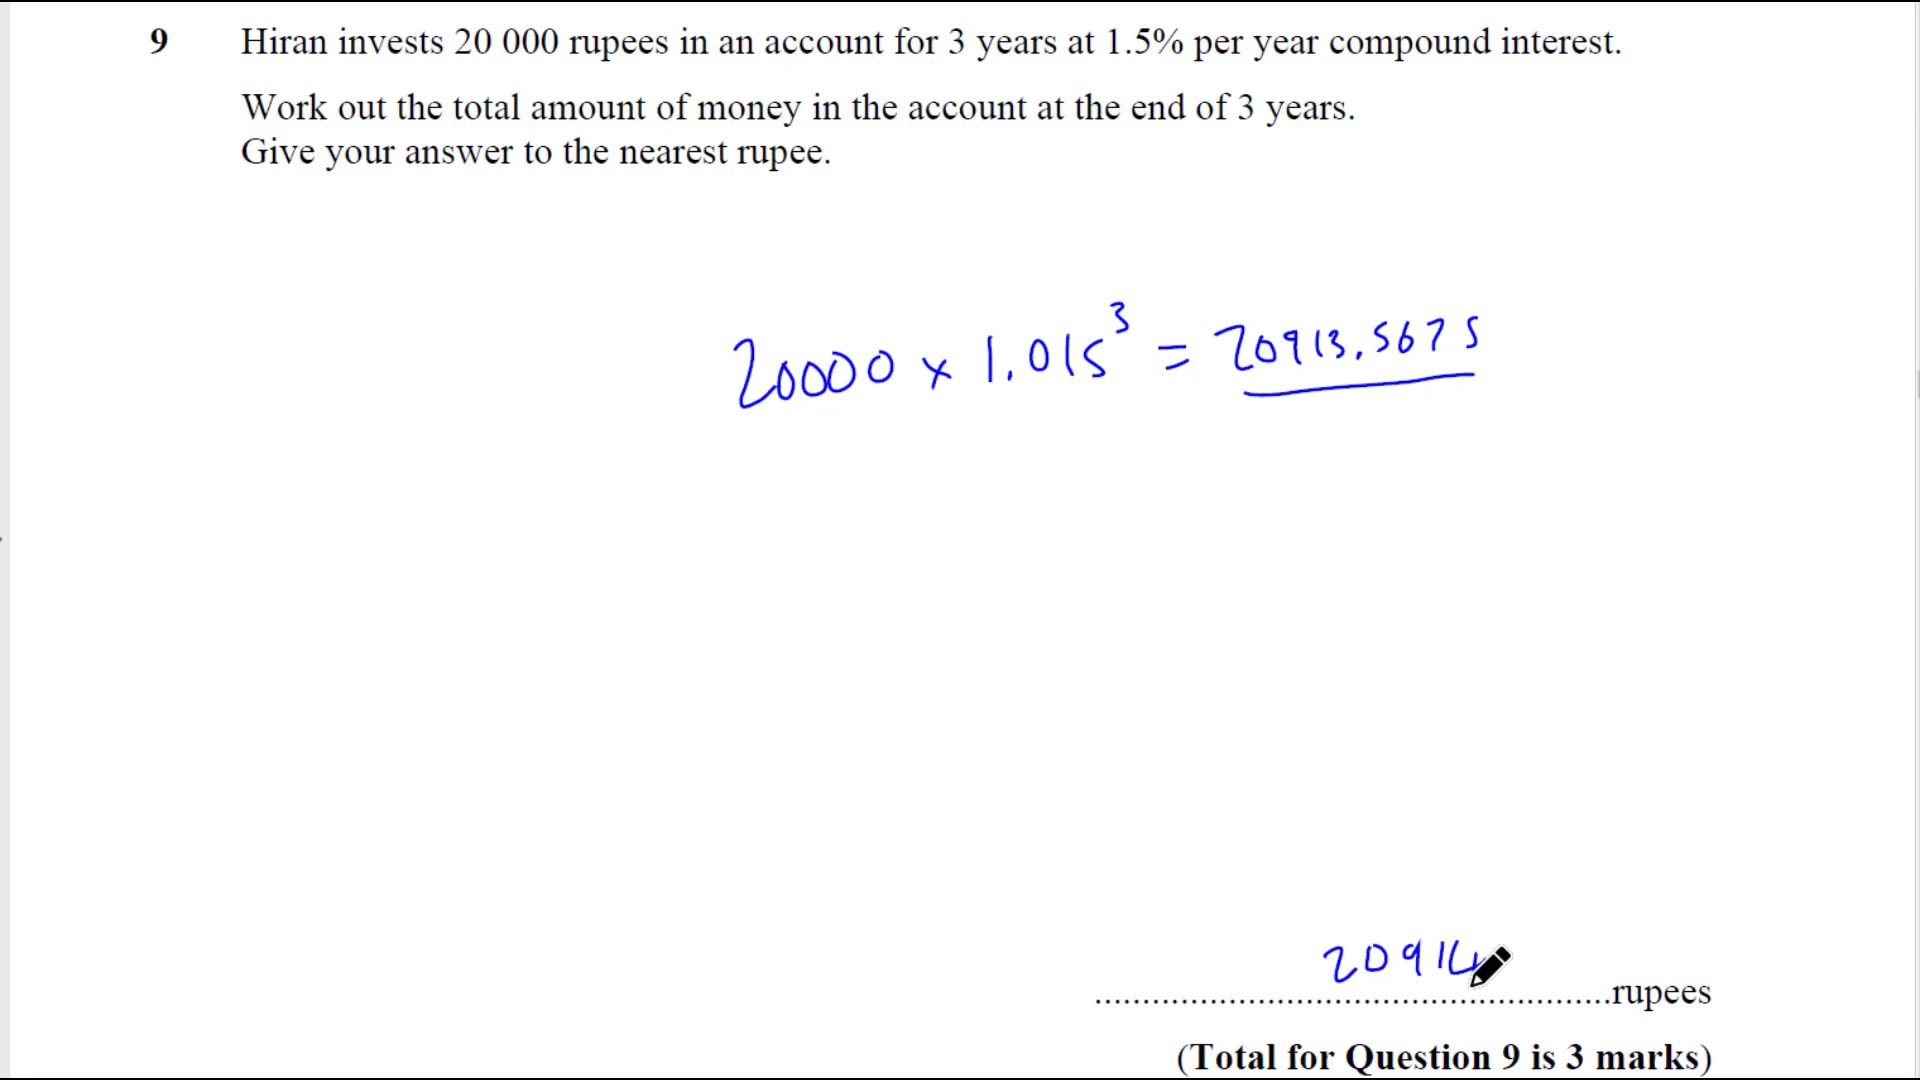 9 Hiran invests 20 000 rupees in an account for 3 years at 1.5% per year compound interest.
Work out the total amount of money in the account at the end of 3 years.
Give your answer to the nearest rupee.
20000 × 1.015³ = 20913.5675
20914
......................................................rupees
(Total for Question 9 is 3 marks)